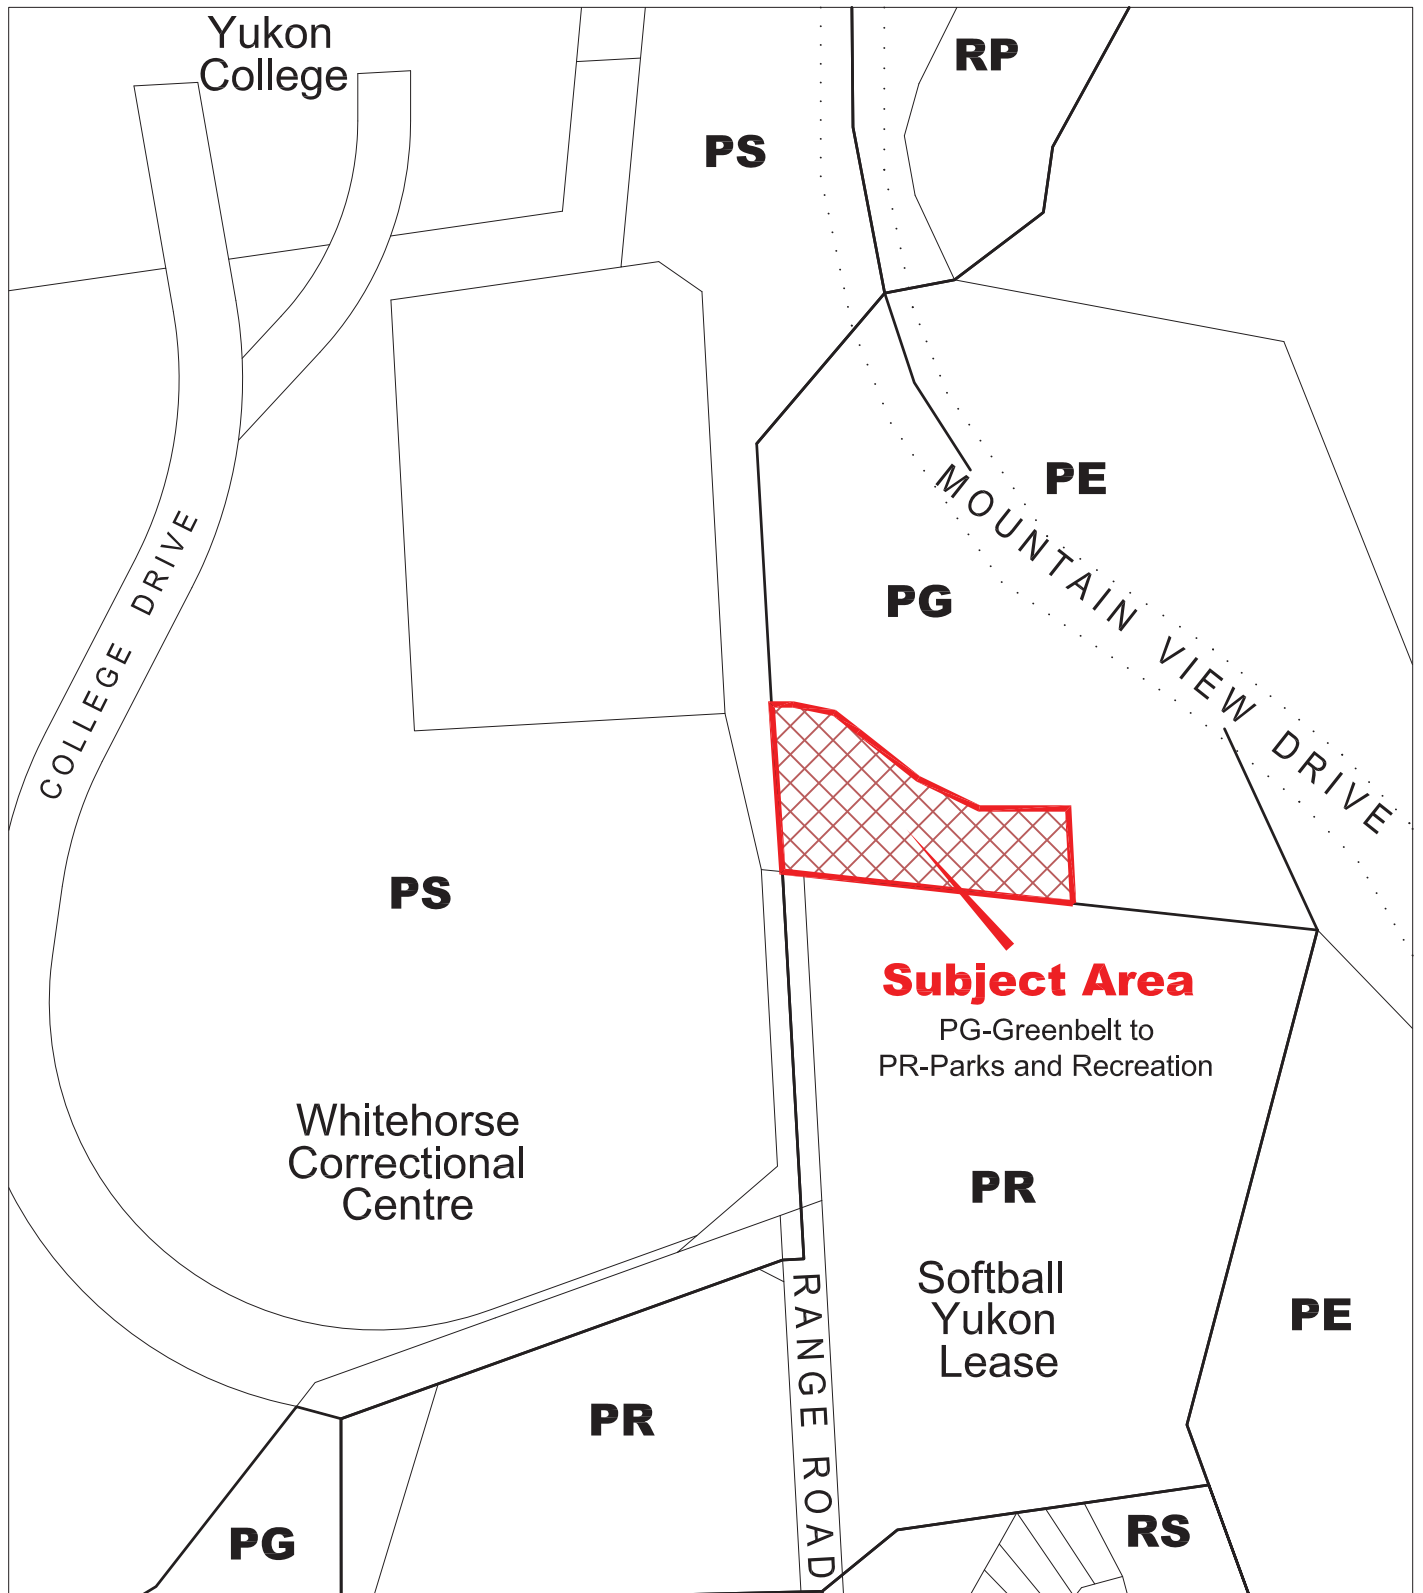 Yukon
College
RP
PS
PE
MOUNTAIN VIEW DRIVE
COLLEGE DRIVE
PG
PS
Subject Area
PG-Greenbelt to
PR-Parks and Recreation
Whitehorse
Correctional
Centre
PR
Softball
Yukon
Lease
PE
RANGE ROAD
PR
PG
RS